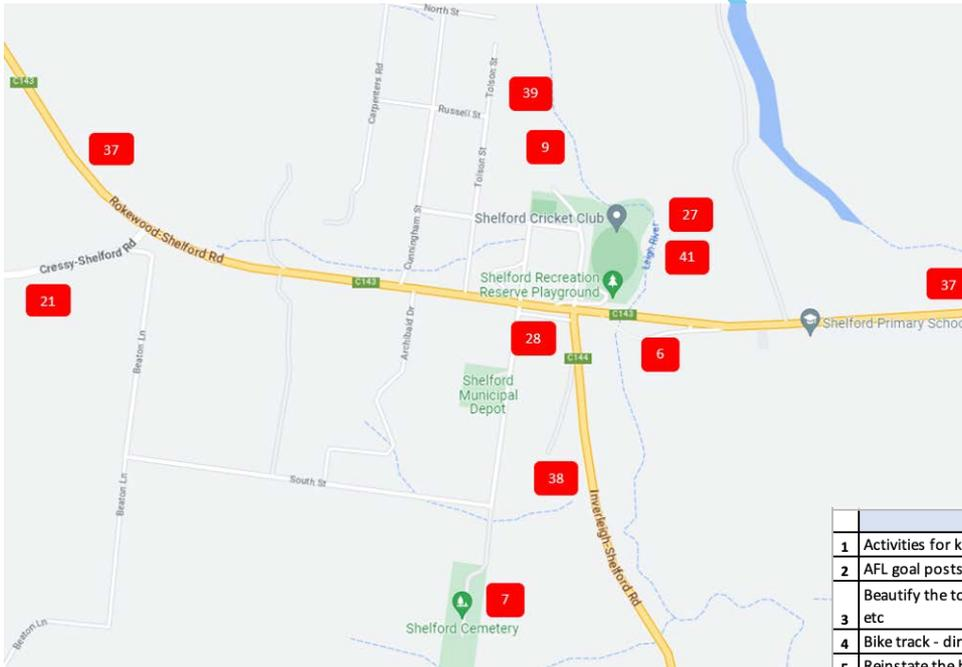 North St
C143
Carpenters Rd
Tolson St
39
Russell St
37
9
Tolson St
Rokewood-Shelford Rd
Cunningham St
Shelford Cricket Club
27
Leigh River
41
Cressy-Shelford Rd
21
C143
Shelford Recreation
Reserve Playground
37
C143
Shelford Primary Schoo
Beaton Ln
Archibald Dr
28
6
C144
Shelford
Municipal
Depot
South St
38
Beaton Ln
Inverleigh-Shelford Rd
7
Shelford Cemetery
Beaton Ln
1 Activities for k
2 AFL goal posts
Beautify the to
3 etc
4 Bike track - dir